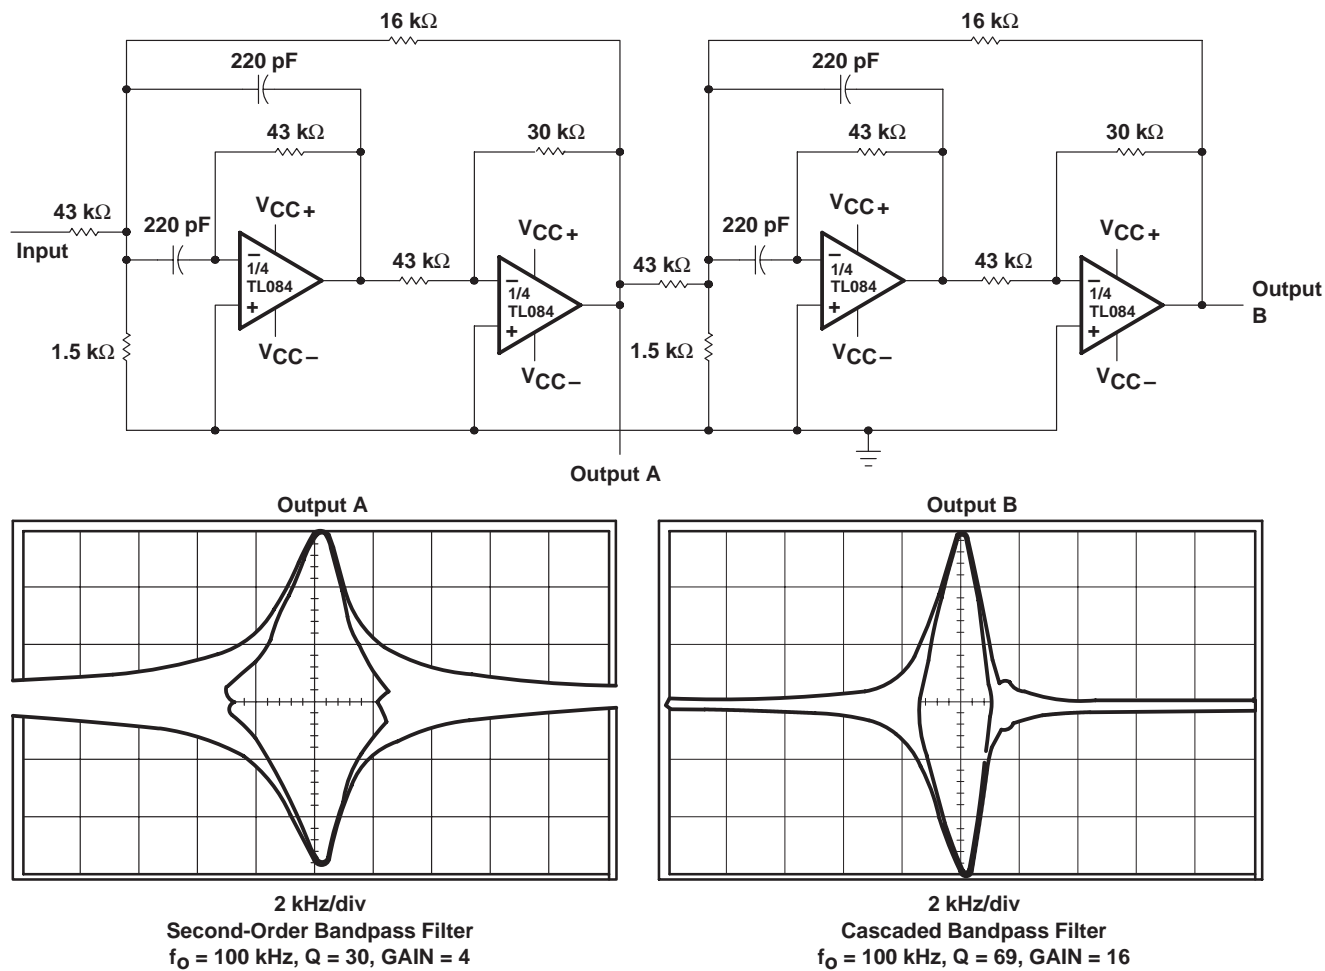 16 kΩ
16 kΩ
220 pF
220 pF
43 kΩ
30 kΩ
43 kΩ
30 kΩ
43 kΩ
Input
220 pF
VCC+
–
1/4
TL084
+
VCC–
43 kΩ
VCC+
–
1/4
TL084
+
VCC–
1.5 kΩ
43 kΩ
220 pF
VCC+
–
1/4
TL084
+
VCC–
43 kΩ
VCC+
–
1/4
TL084
+
VCC–
1.5 kΩ
Output
B
Output A
Output A
Output B
2 kHz/div
Second-Order Bandpass Filter
fo = 100 kHz, Q = 30, GAIN = 4
2 kHz/div
Cascaded Bandpass Filter
fo = 100 kHz, Q = 69, GAIN = 16